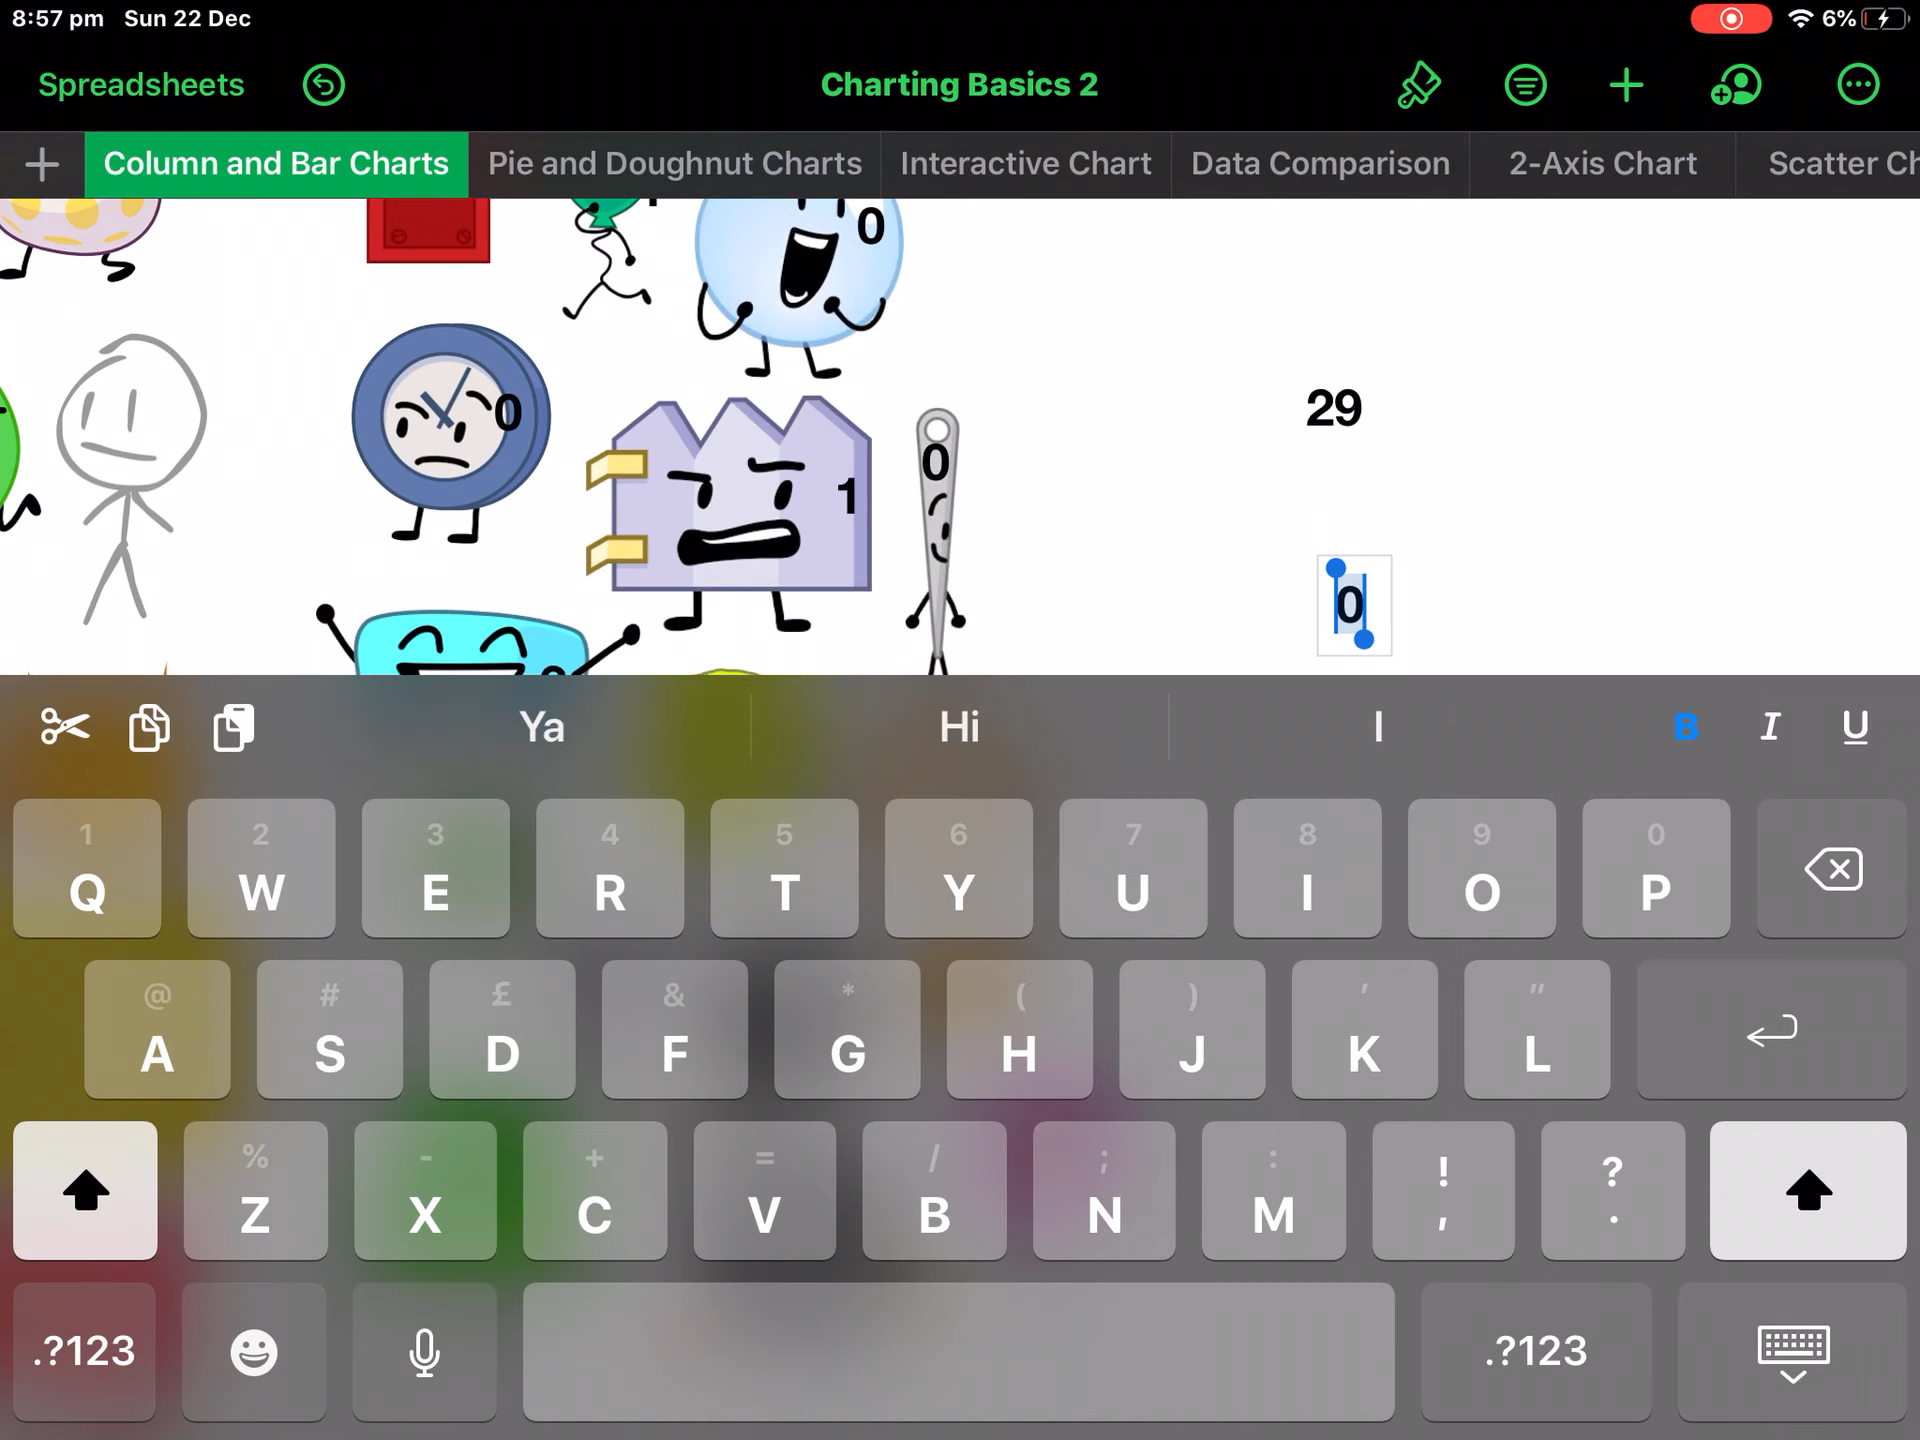 8:57 pm Sun 22 Dec 6%
Spreadsheets Charting Basics 2
Column and Bar Charts Pie and Doughnut Charts Interactive Chart Data Comparison 2-Axis Chart Scatter Ch
0
29
0
0
1
0
Ya Hi I B I U
1 2 3 4 5 6 7 8 9 0
Q W E R T Y U I O P
@ # £ & * ( ) ' "
A S D F G H J K L
% - + = / ; : ! ?
Z X C V B N M , .
.?123 .?123